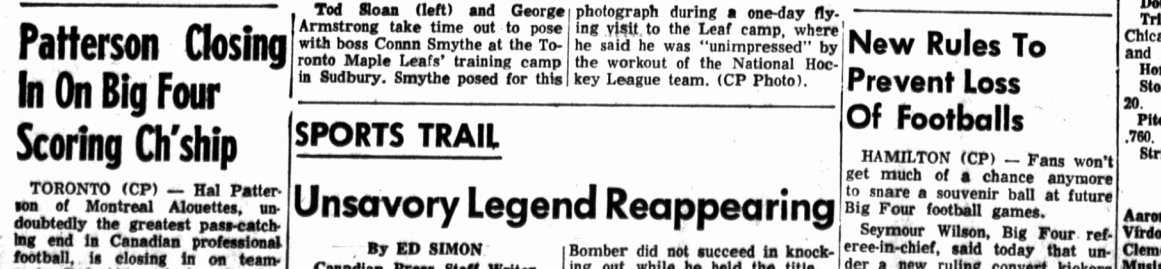 Patterson Closing
In On Big Four
Scoring Ch'ship
TORONTO (CP) — Hal Patter-
son of Montreal Alouettes, un-
doubtedly the greatest pass-catch-
ing end in Canadian professional
football, is closing in on team-
Tod Sloan (left) and George
Armstrong take time out to pose
with boss Connn Smythe at the To-
ronto Maple Leafs' training camp
in Sudbury. Smythe posed for this
photograph during a one-day fly-
ing visit to the Leaf camp, where
he said he was "unimpressed" by
the workout of the National Hoc-
key League team. (CP Photo).
SPORTS TRAIL
Unsavory Legend Reappearing
By ED SIMON
Canadian Press Staff Writer
Bomber did not succeed in knock-
ing out while he held the title
New Rules To
Prevent Loss
Of Footballs
HAMILTON (CP) — Fans won't
get much of a chance anymore
to snare a souvenir ball at future
Big Four football games.
Seymour Wilson, Big Four ref-
eree-in-chief, said today that un-
der a new ruling convert kickers
Tri
Chica
and
Ho
Sto
20.
Pit
.760.
Str
Aaron
Virdo
Clem